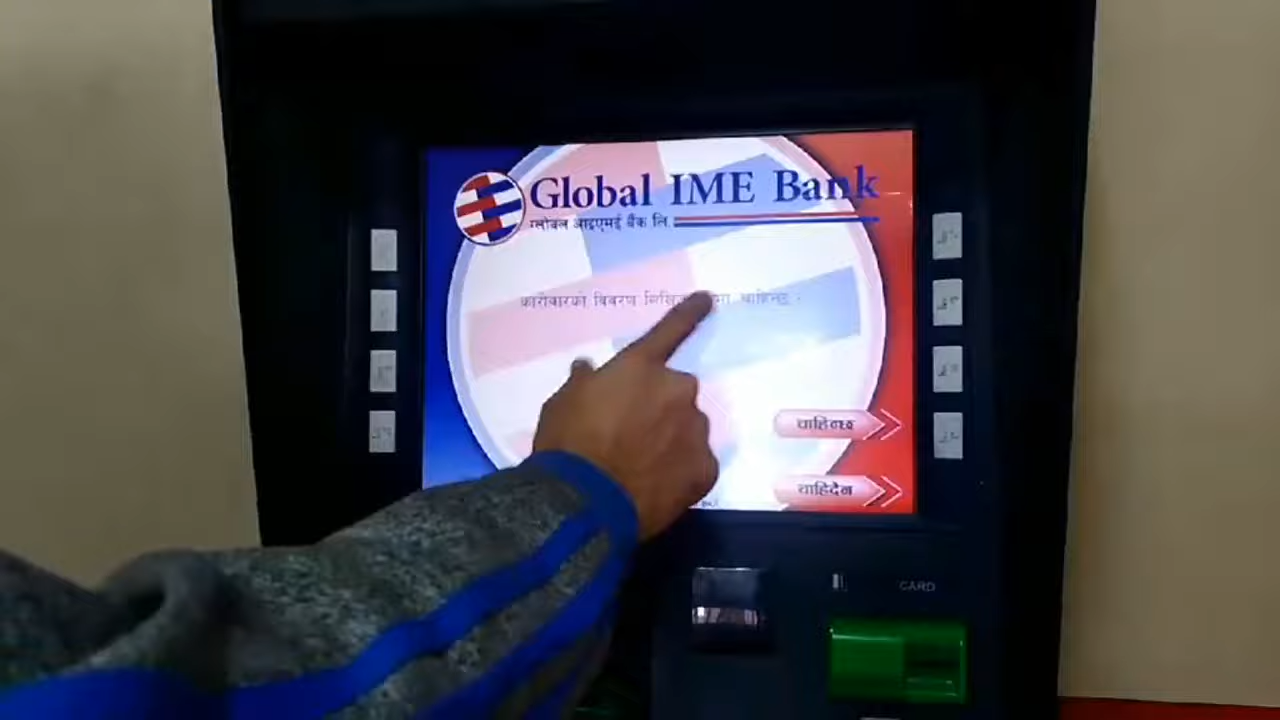 Global IME Bank
ग्लोबल आइएमई बैंक लि.
कारोवारको विवरण चाहिन्छ
चाहिन्छ
चाहिदैन
CARD